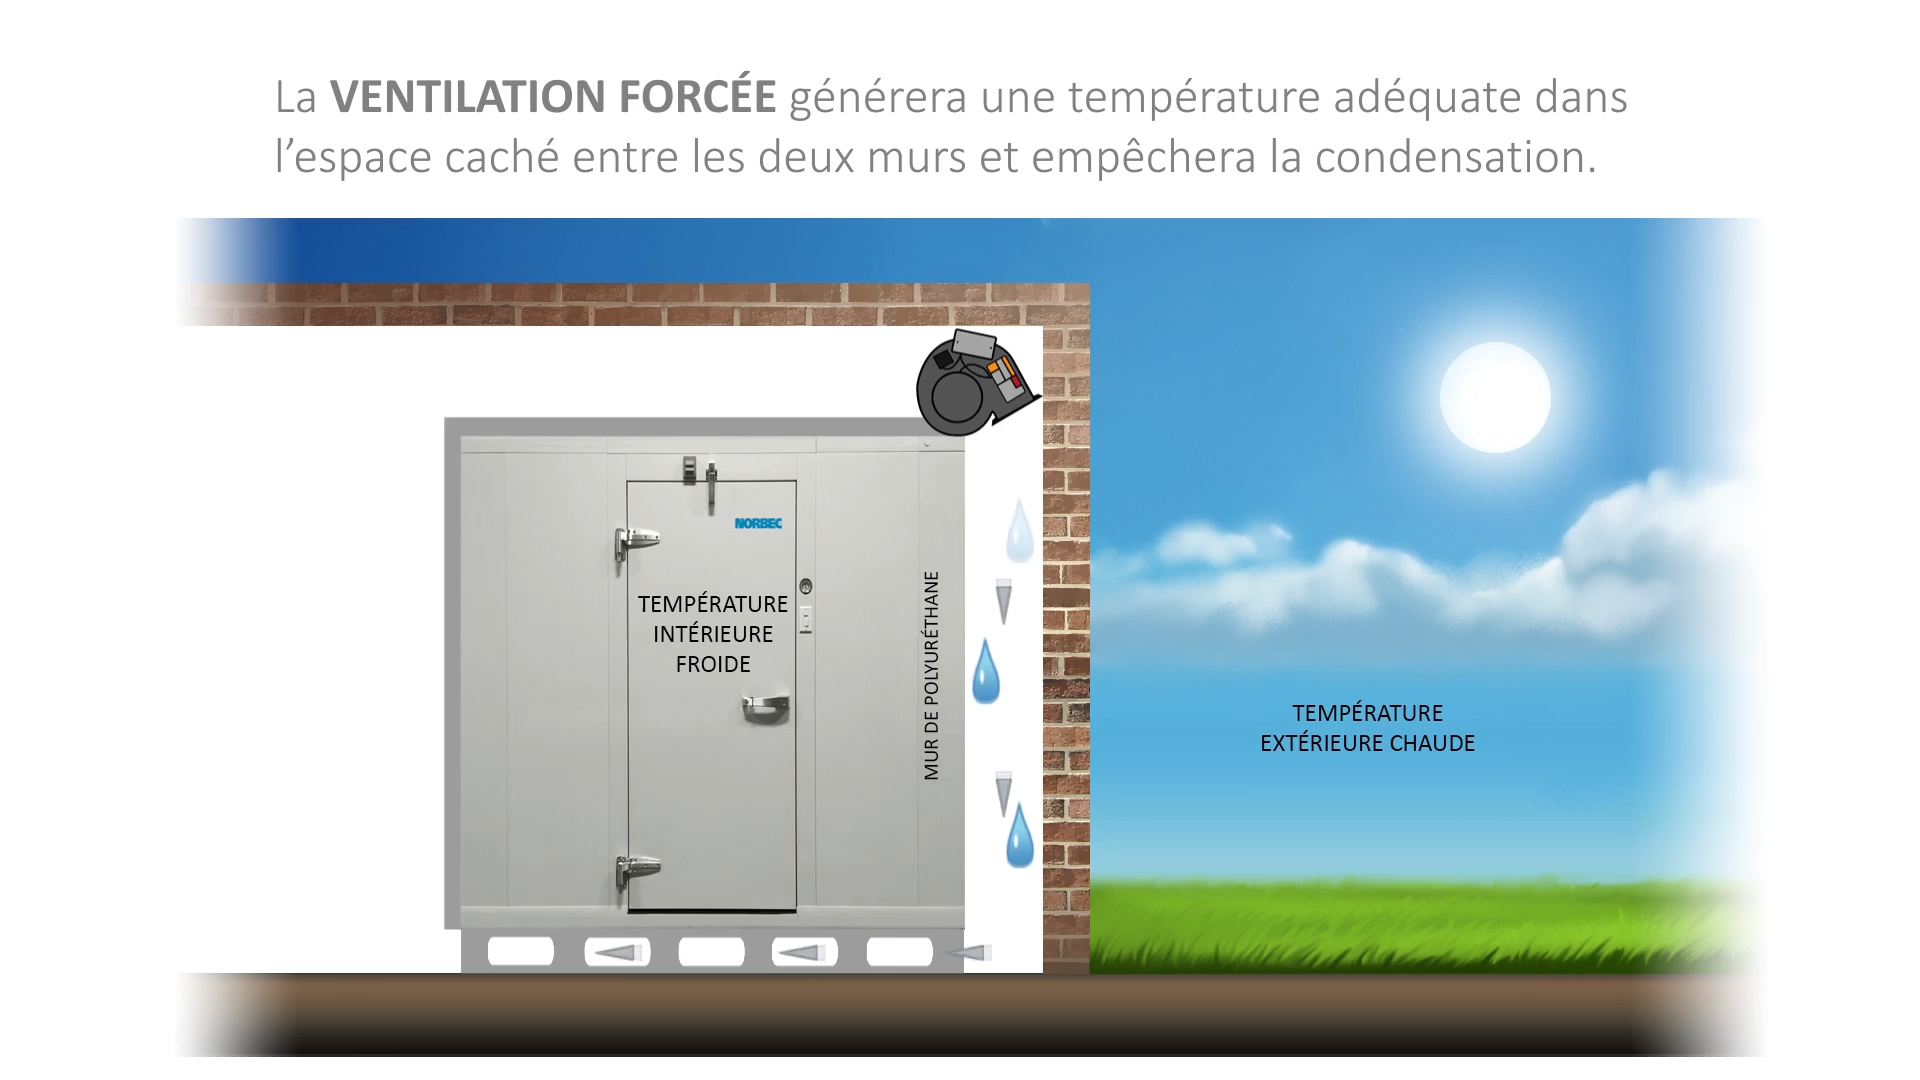 La VENTILATION FORCÉE générera une température adéquate dans
l’espace caché entre les deux murs et empêchera la condensation.
NORBEC
TEMPÉRATURE
INTÉRIEURE
FROIDE
MUR DE POLYURÉTHANE
TEMPÉRATURE
EXTÉRIEURE CHAUDE